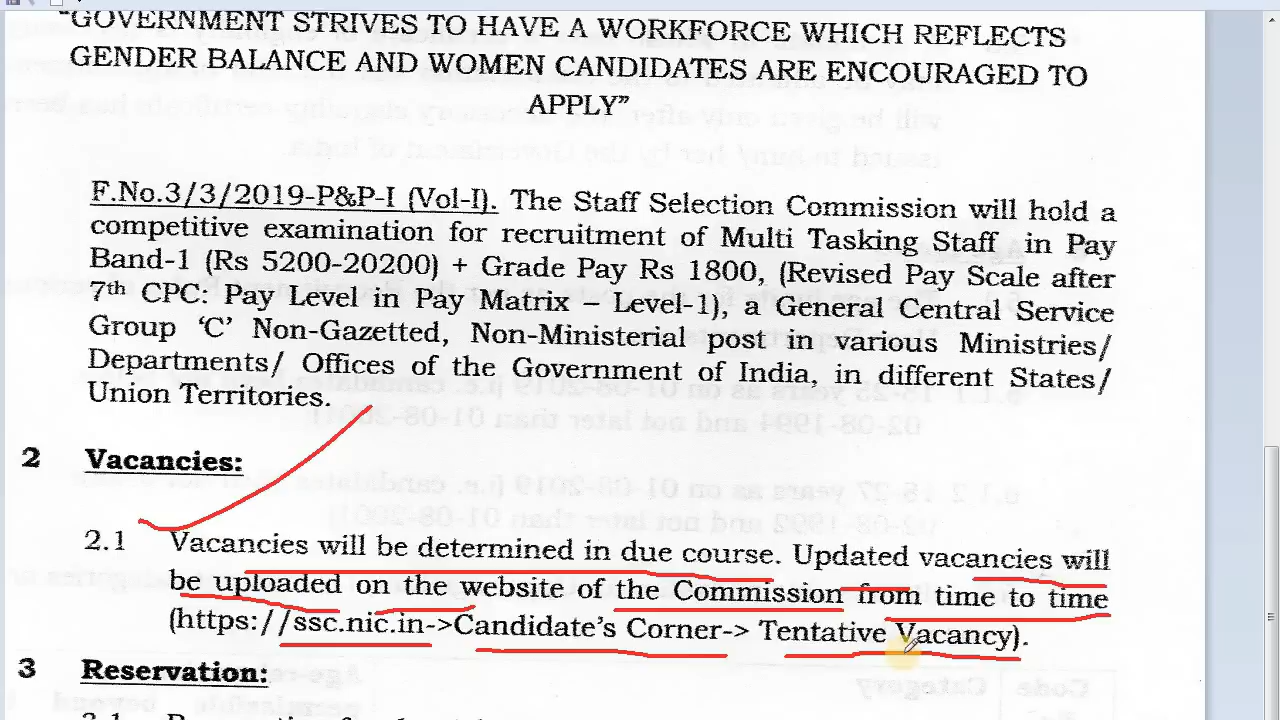 "GOVERNMENT STRIVES TO HAVE A WORKFORCE WHICH REFLECTS
GENDER BALANCE AND WOMEN CANDIDATES ARE ENCOURAGED TO
APPLY"
F.No.3/3/2019-P&P-I (Vol-I). The Staff Selection Commission will hold a
competitive examination for recruitment of Multi Tasking Staff in Pay
Band-1 (Rs 5200-20200) + Grade Pay Rs 1800, (Revised Pay Scale after
7th CPC: Pay Level in Pay Matrix – Level-1), a General Central Service
Group 'C' Non-Gazetted, Non-Ministerial post in various Ministries/
Departments/ Offices of the Government of India, in different States/
Union Territories.
2 Vacancies:
2.1 Vacancies will be determined in due course. Updated vacancies will
be uploaded on the website of the Commission from time to time
(https://ssc.nic.in->Candidate's Corner-> Tentative Vacancy).
3 Reservation: